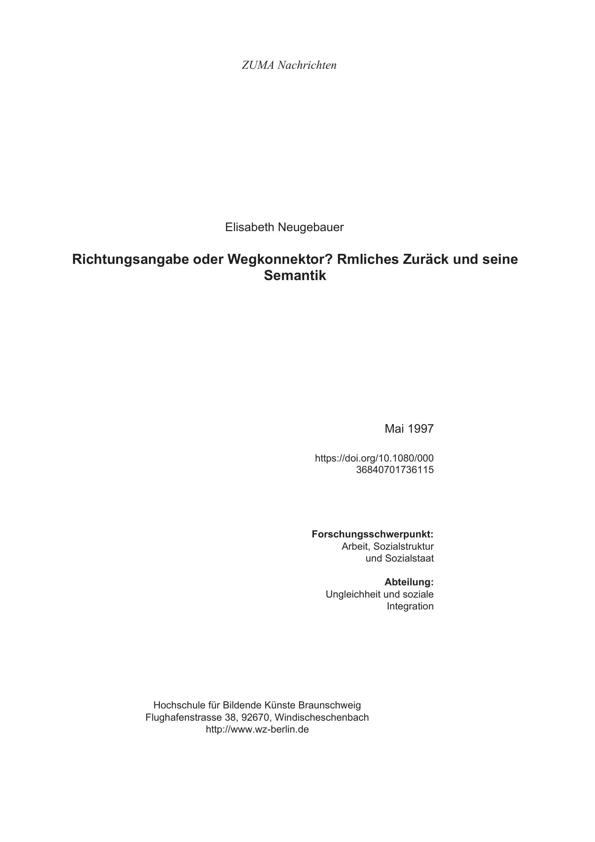 ZUMA Nachrichten
Elisabeth Neugebauer
Richtungsangabe oder Wegkonnektor? Rmliches Zuräck und seine
Semantik
Mai 1997
https://doi.org/10.1080/000
36840701736115
Forschungsschwerpunkt:
Arbeit, Sozialstruktur
und Sozialstaat
Abteilung:
Ungleichheit und soziale
Integration
Hochschule für Bildende Künste Braunschweig
Flughafenstrasse 38, 92670, Windischeschenbach
http://www.wz-berlin.de